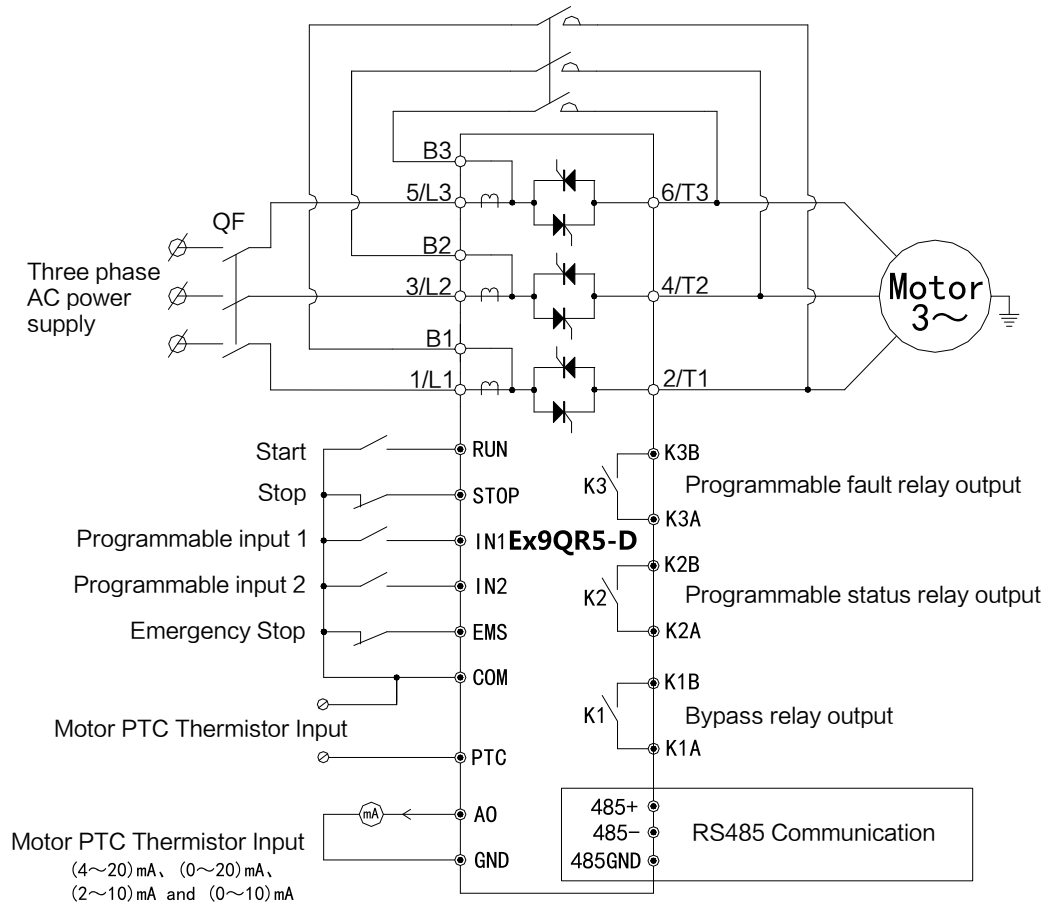 B3
5/L3
6/T3
QF
B2
Three phase
AC power
supply
3/L2
4/T2
Motor
3～
B1
1/L1
2/T1
Start
RUN
K3B
K3
Programmable fault relay output
Stop
STOP
K3A
Programmable input 1
IN1
Ex9QR5-D
K2B
Programmable input 2
IN2
K2
Programmable status relay output
Emergency Stop
EMS
K2A
COM
K1B
Motor PTC Thermistor Input
K1
Bypass relay output
PTC
K1A
mA
AO
485+
485-
RS485 Communication
Motor PTC Thermistor Input
GND
485GND
(4～20)mA、(0～20)mA、
(2～10)mA and (0～10)mA